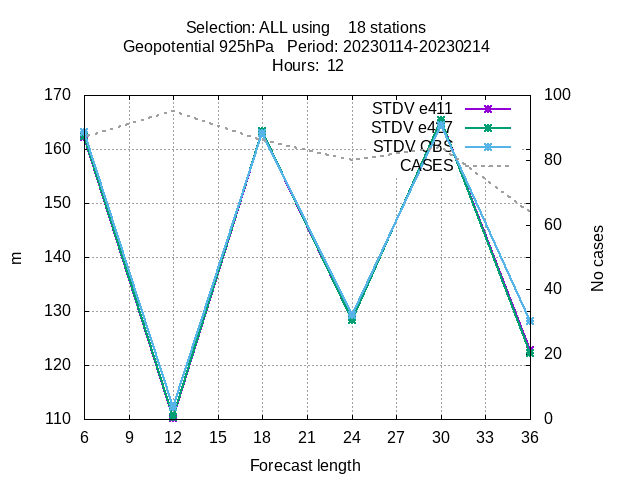 Selection: ALL using 18 stations
Geopotential 925hPa Period: 20230114-20230214
Hours: 12
170
160
150
140
130
120
110
100
80
60
40
20
0
6 9 12 15 18 21 24 27 30 33 36
m
No cases
Forecast length
STDV e411
STDV OBS
CASES